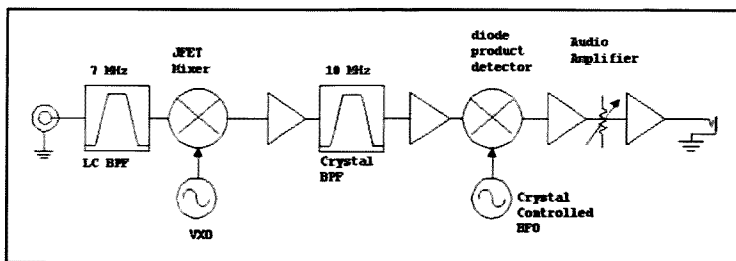 7 MHz
LC BPF
JFET
Mixer
VXO
10 MHz
Crystal
BPF
diode
product
detector
Crystal
Controlled
BFO
Audio
Amplifier